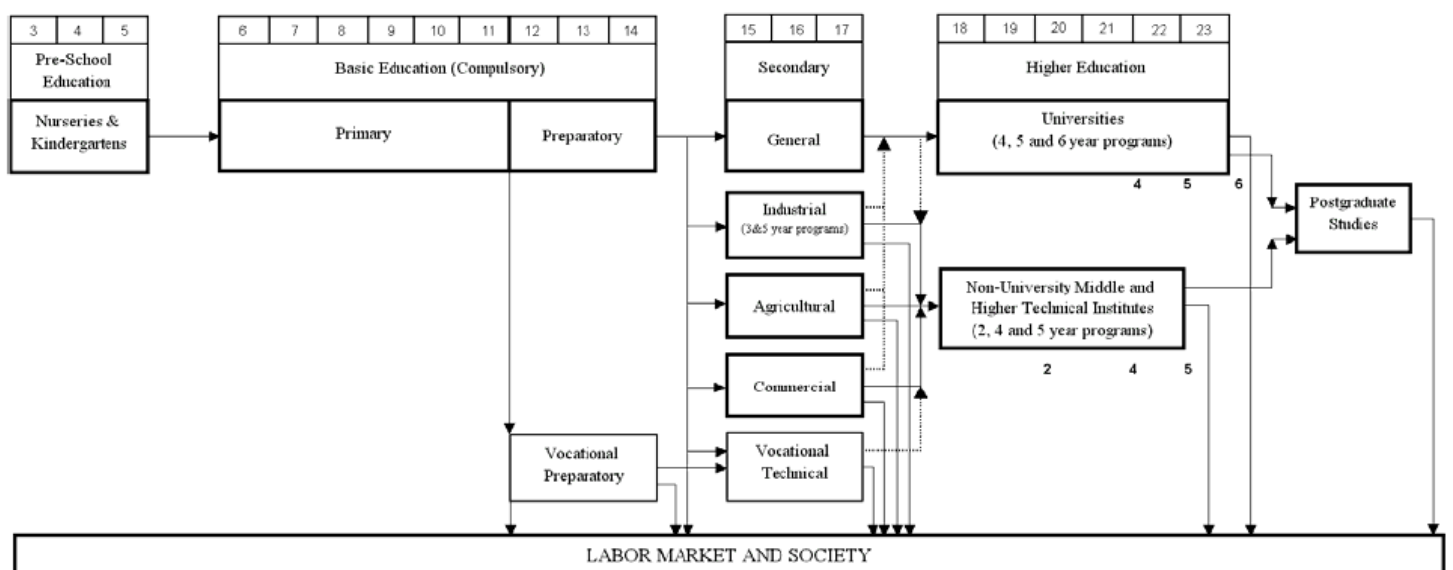 3 4 5
Pre-School
Education
Nurseries &
Kindergartens
6 7 8 9 10 11 12 13 14
Basic Education (Compulsory)
Primary
Preparatory
15 16 17
Secondary
General
Industrial
(3&5 year programs)
Agricultural
Commercial
Vocational
Technical
Vocational
Preparatory
18 19 20 21 22 23
Higher Education
Universities
(4, 5 and 6 year programs)
4 5 6
Non-University Middle and
Higher Technical Institutes
(2, 4 and 5 year programs)
2 4 5
Postgraduate
Studies
LABOR MARKET AND SOCIETY